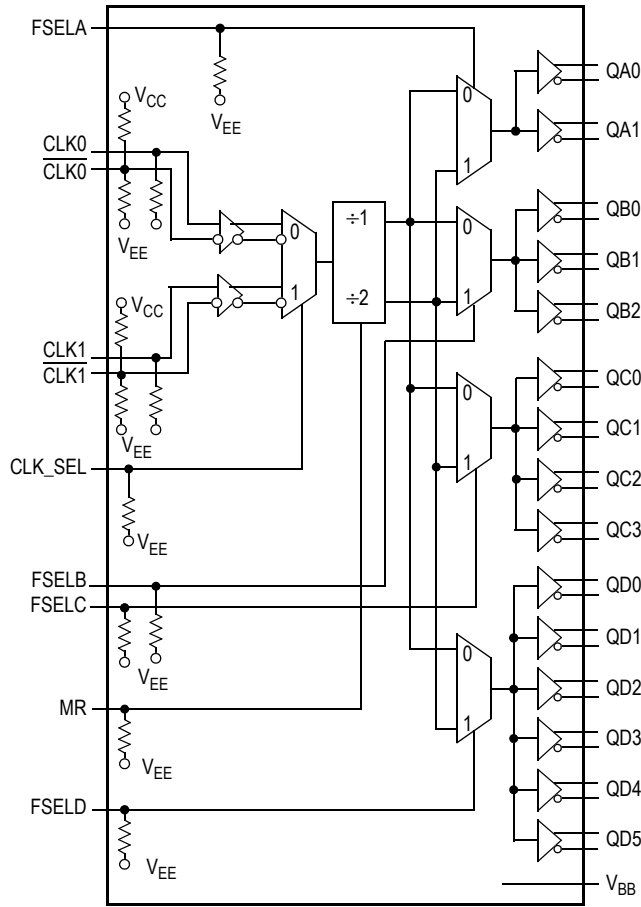 FSELA
VEE
VCC
CLK0
CLK0
VEE
VCC
CLK1
CLK1
VEE
CLK_SEL
VEE
FSELB
FSELC
VEE
MR
VEE
FSELD
VEE
0
1
÷1
÷2
0
1
0
1
0
1
0
1
QA0
QA1
QB0
QB1
QB2
QC0
QC1
QC2
QC3
QD0
QD1
QD2
QD3
QD4
QD5
VBB